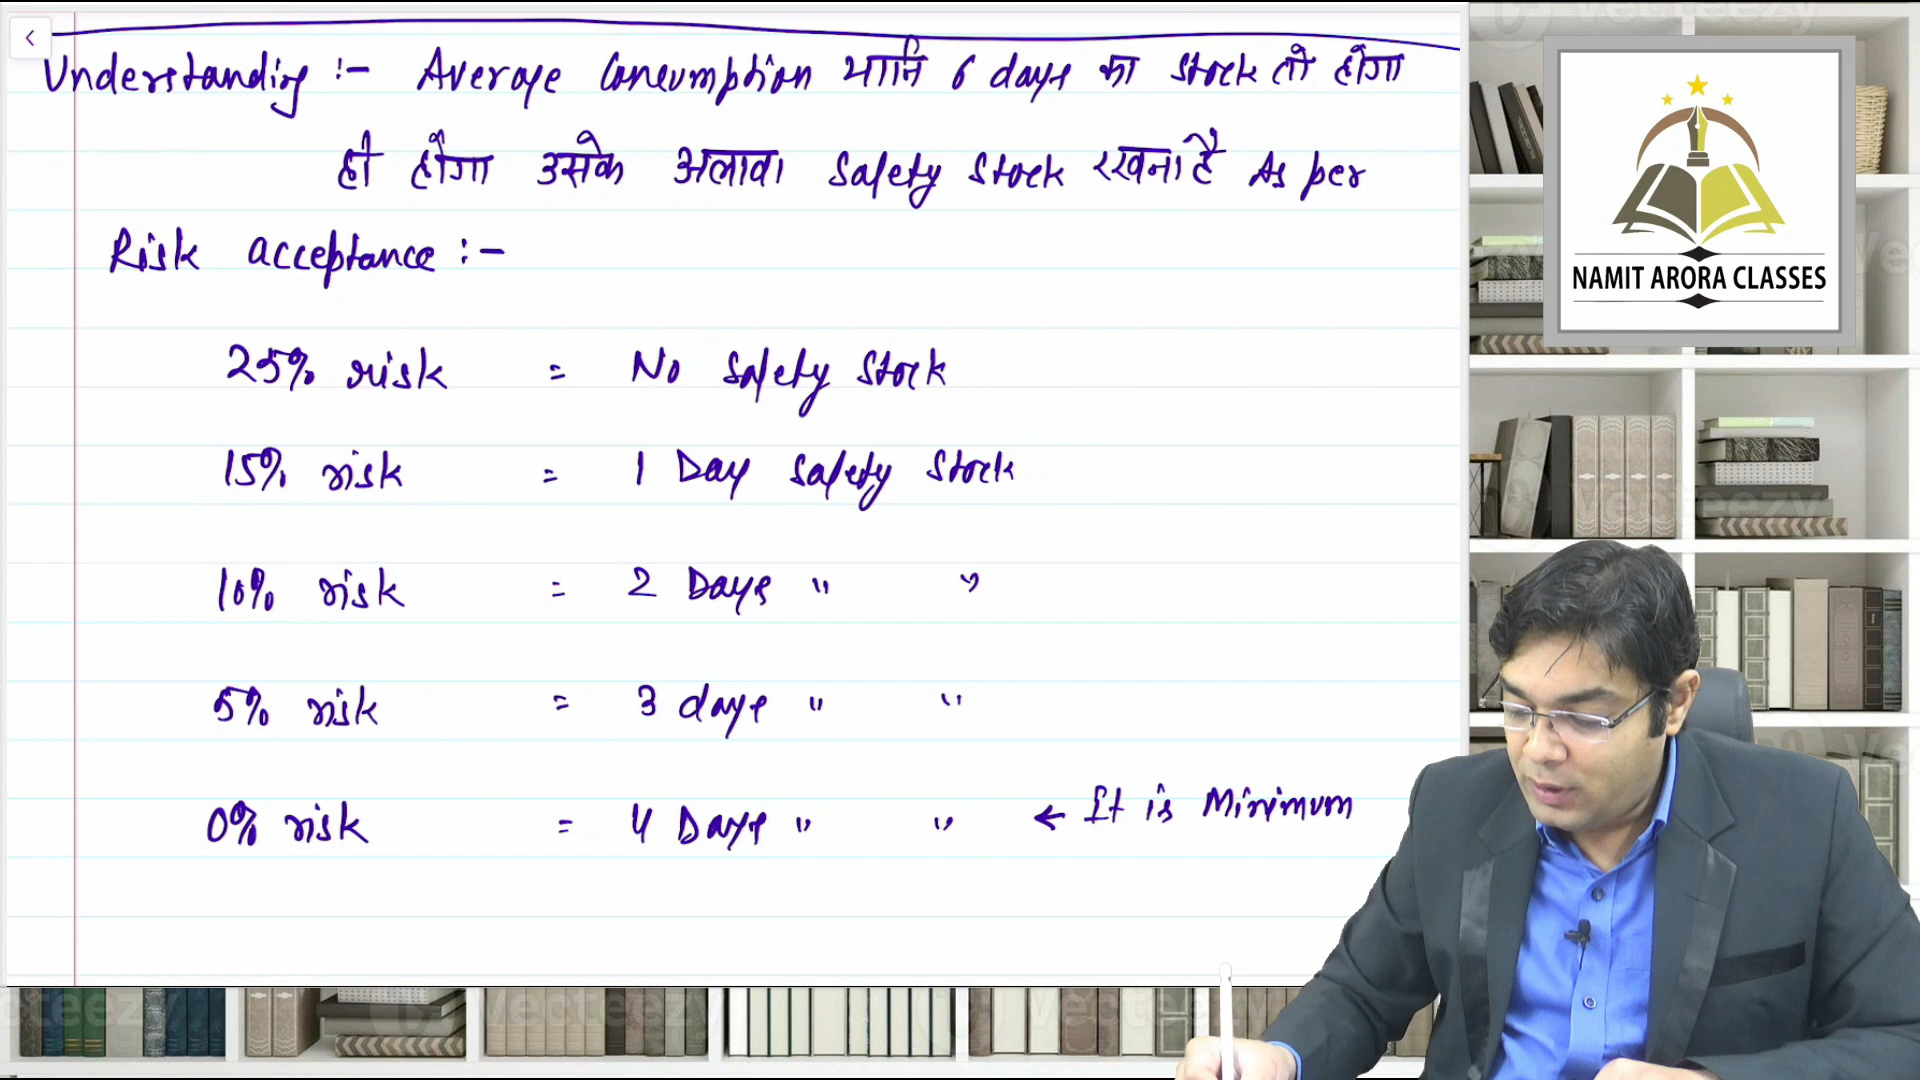 Understanding :- Average Consumption यानि 6 days का Stock तो होगा
ही होगा उसके अलावा Safety Stock रखना है As per
Risk acceptance :-
25% risk = No Safety Stock
15% risk = 1 Day Safety Stock
10% risk = 2 Days " "
5% risk = 3 days " "
0% risk = 4 Days " " ← It is Minimum
NAMIT ARORA CLASSES